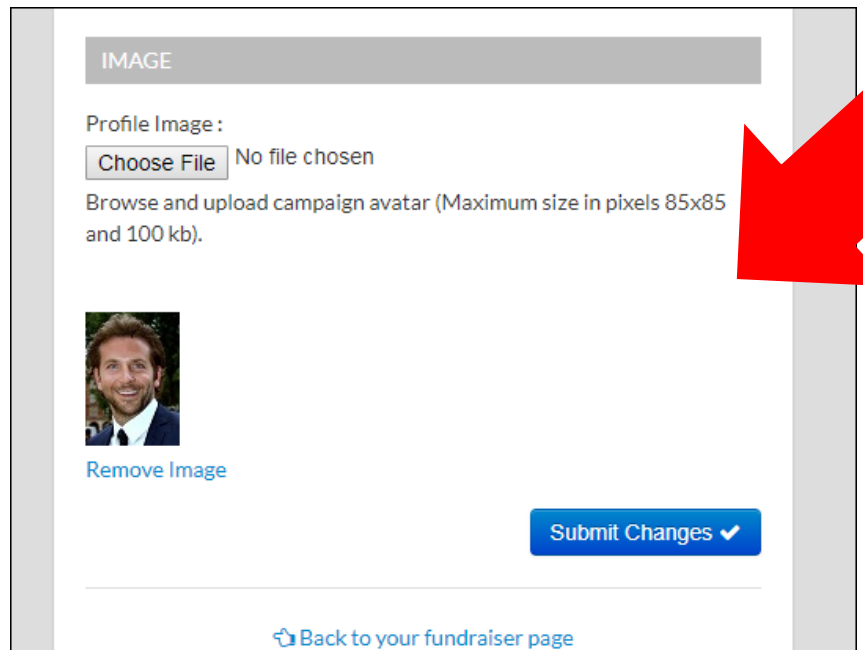 IMAGE
Profile Image :
Choose File No file chosen
Browse and upload campaign avatar (Maximum size in pixels 85x85
and 100 kb).
Remove Image
Submit Changes
Back to your fundraiser page